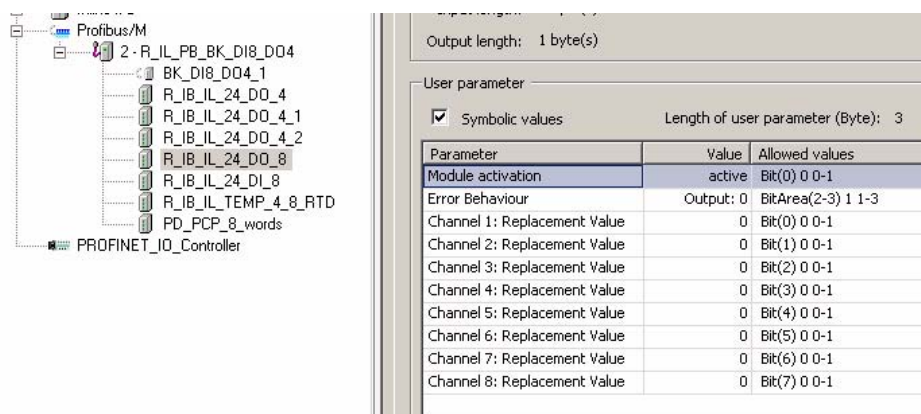 Profibus/M
2 - R_IL_PB_BK_DI8_DO4
BK_DI8_DO4_1
R_IB_IL_24_DO_4
R_IB_IL_24_DO_4_1
R_IB_IL_24_DO_4_2
R_IB_IL_24_DO_8
R_IB_IL_24_DI_8
R_IB_IL_TEMP_4_8_RTD
PD_PCP_8_words
PROFINET_IO_Controller
Output length: 1 byte(s)
User parameter
Symbolic values Length of user parameter (Byte): 3
Parameter Value Allowed values
Module activation active Bit(0) 0 0-1
Error Behaviour Output: 0 BitArea(2-3) 1 1-3
Channel 1: Replacement Value 0 Bit(0) 0 0-1
Channel 2: Replacement Value 0 Bit(1) 0 0-1
Channel 3: Replacement Value 0 Bit(2) 0 0-1
Channel 4: Replacement Value 0 Bit(3) 0 0-1
Channel 5: Replacement Value 0 Bit(4) 0 0-1
Channel 6: Replacement Value 0 Bit(5) 0 0-1
Channel 7: Replacement Value 0 Bit(6) 0 0-1
Channel 8: Replacement Value 0 Bit(7) 0 0-1